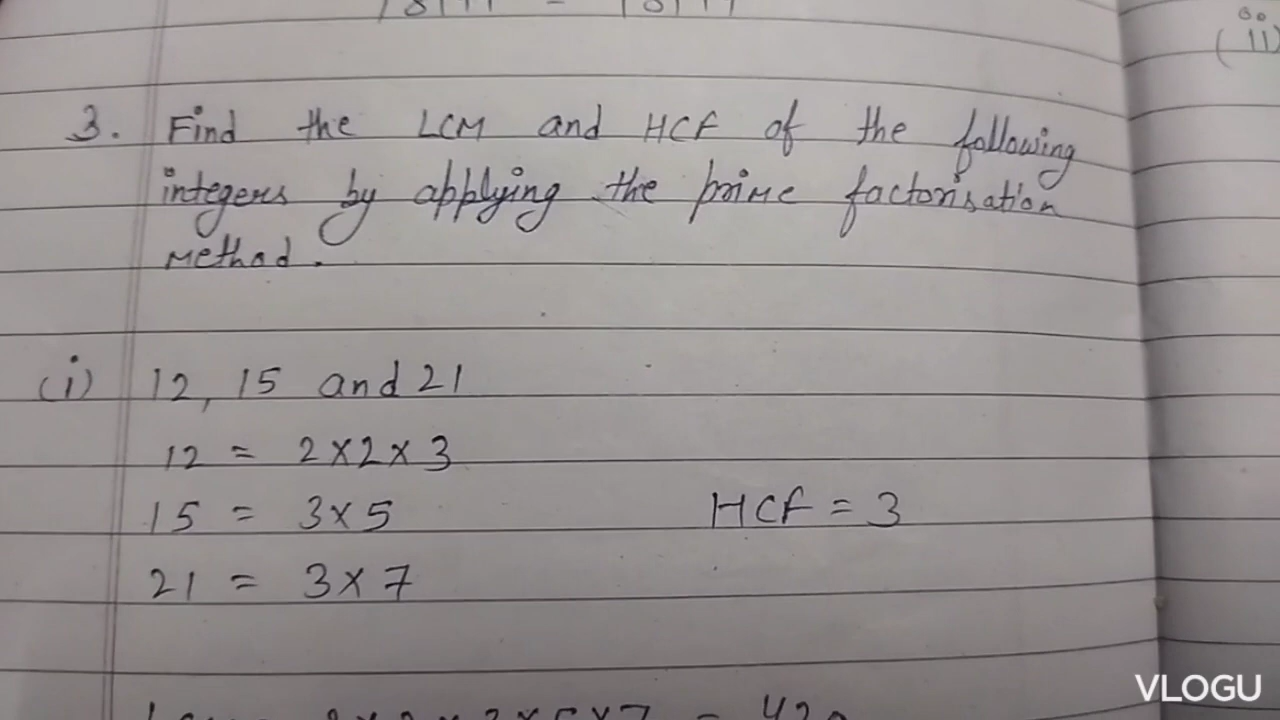 3. Find the LCM and HCF of the following
integers by applying the prime factorisation
method.
(i) 12, 15 and 21
12 = 2×2×3
15 = 3×5
HCF = 3
21 = 3×7
(ii)
VLOGU